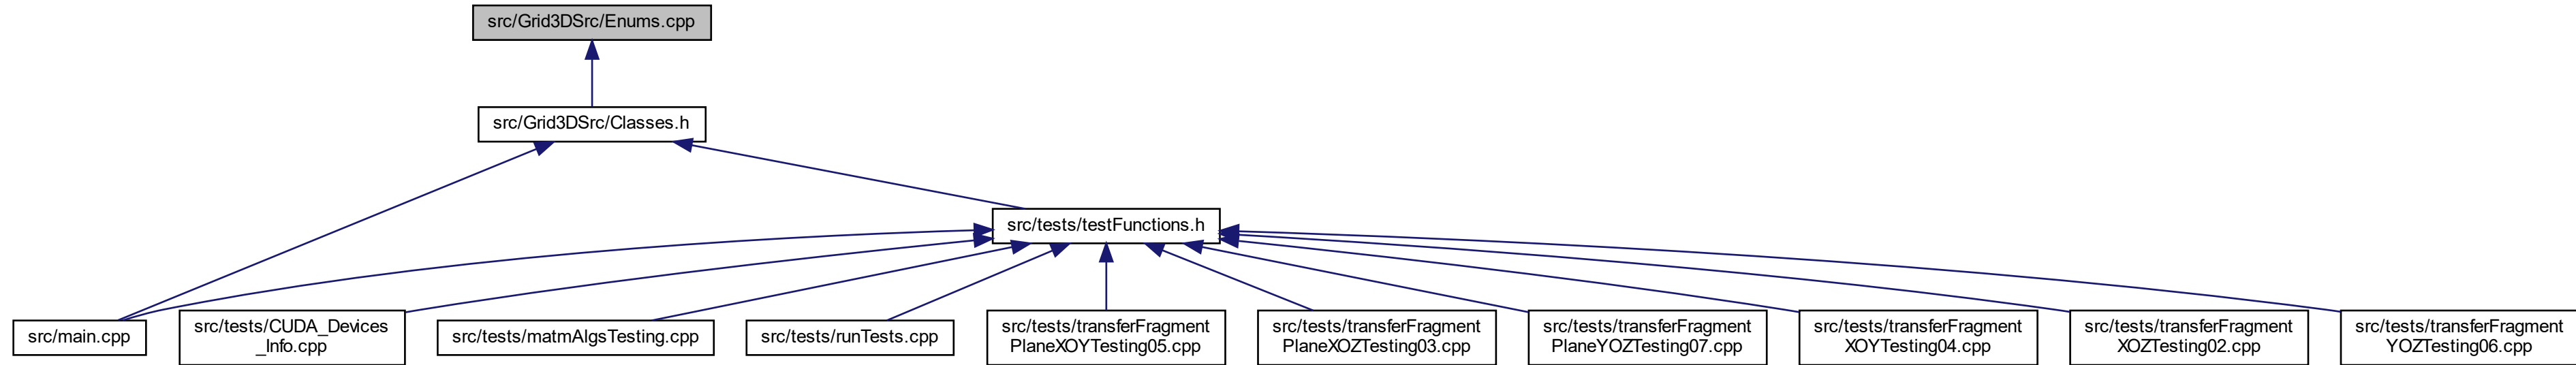 src/Grid3DSrc/Enums.cpp
src/Grid3DSrc/Classes.h
src/tests/testFunctions.h
src/main.cpp
src/tests/CUDA_Devices
_Info.cpp
src/tests/matmAlgsTesting.cpp
src/tests/runTests.cpp
src/tests/transferFragment
PlaneXOYTesting05.cpp
src/tests/transferFragment
PlaneXOZTesting03.cpp
src/tests/transferFragment
PlaneYOZTesting07.cpp
src/tests/transferFragment
XOYTesting04.cpp
src/tests/transferFragment
XOZTesting02.cpp
src/tests/transferFragment
YOZTesting06.cpp